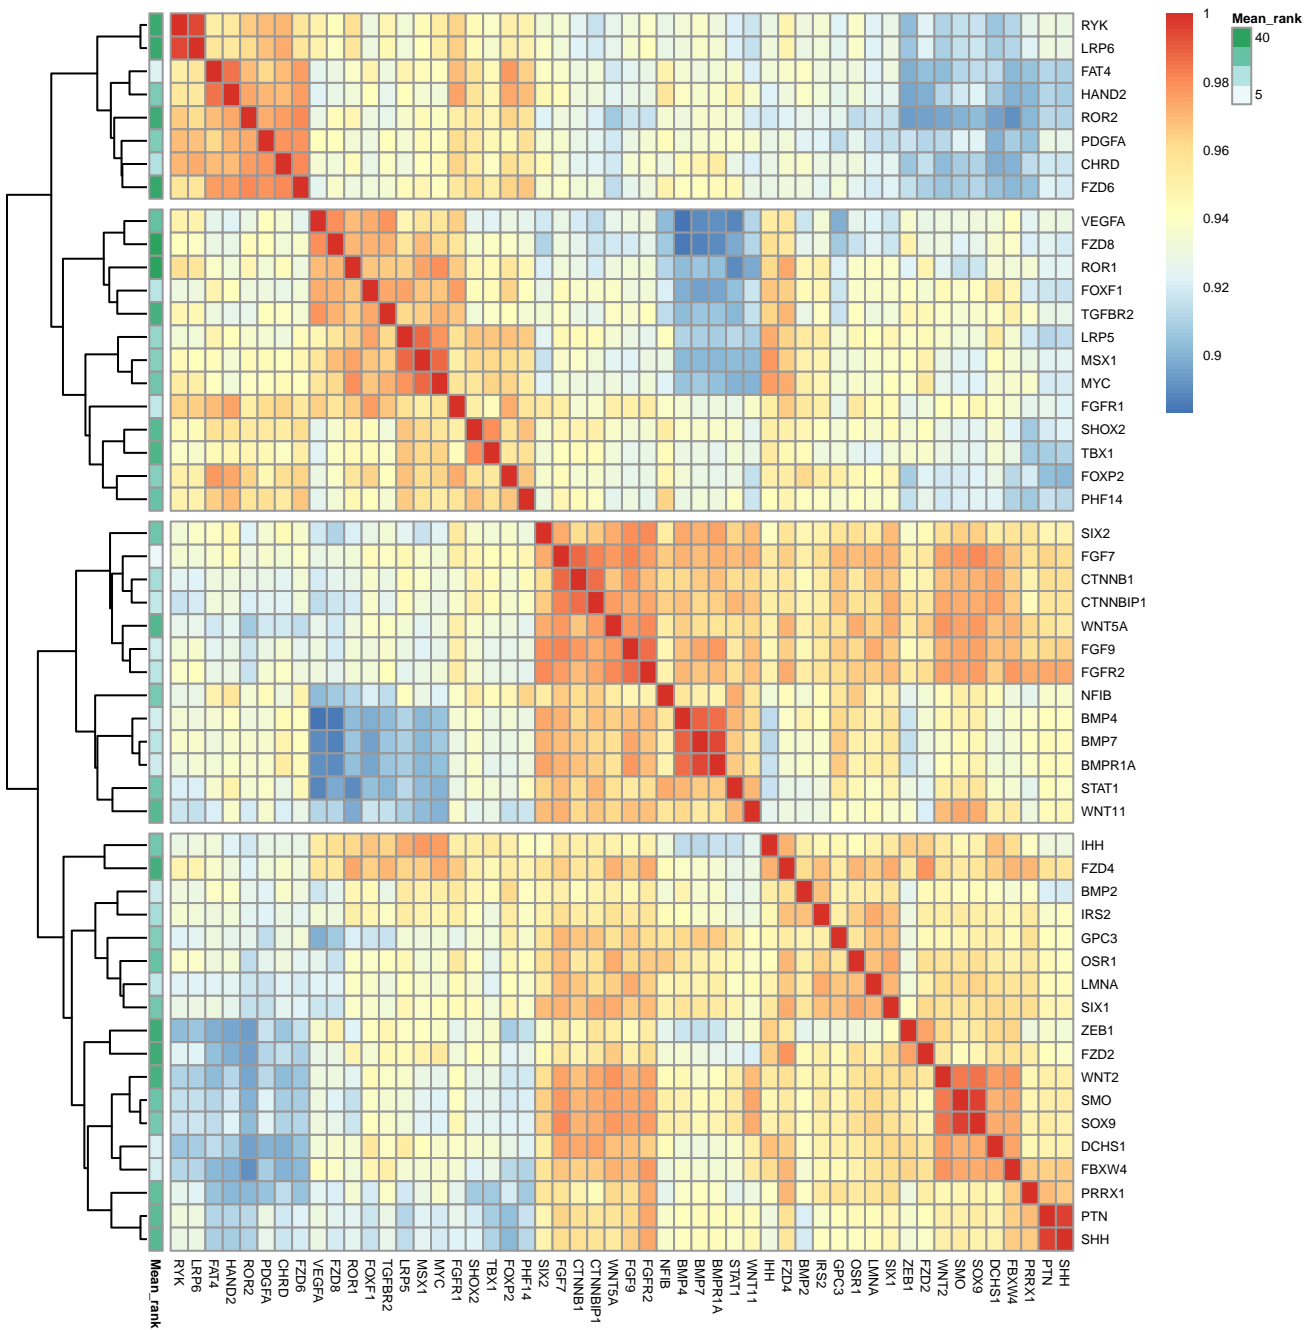 1
0.98
0.96
0.94
0.92
0.9
Mean_rank
40
5
RYK
LRP6
FAT4
HAND2
ROR2
PDGFA
CHRD
FZD6
VEGFA
FZD8
ROR1
FOXF1
TGFBR2
LRP5
MSX1
MYC
FGFR1
SHOX2
TBX1
FOXP2
PHF14
SIX2
FGF7
CTNNB1
CTNNBIP1
WNT5A
FGF9
FGFR2
NFIB
BMP4
BMP7
BMPR1A
STAT1
WNT11
IHH
FZD4
BMP2
IRS2
GPC3
OSR1
LMNA
SIX1
ZEB1
FZD2
WNT2
SMO
SOX9
DCHS1
FBXW4
PRRX1
PTN
SHH
Mean_rank
RYK
LRP6
FAT4
HAND2
ROR2
PDGFA
CHRD
FZD6
VEGFA
FZD8
ROR1
FOXF1
TGFBR2
LRP5
MSX1
MYC
FGFR1
SHOX2
TBX1
FOXP2
PHF14
SIX2
FGF7
CTNNB1
CTNNBIP1
WNT5A
FGF9
FGFR2
NFIB
BMP4
BMP7
BMPR1A
STAT1
WNT11
IHH
FZD4
BMP2
IRS2
GPC3
OSR1
LMNA
SIX1
ZEB1
FZD2
WNT2
SMO
SOX9
DCHS1
FBXW4
PRRX1
PTN
SHH